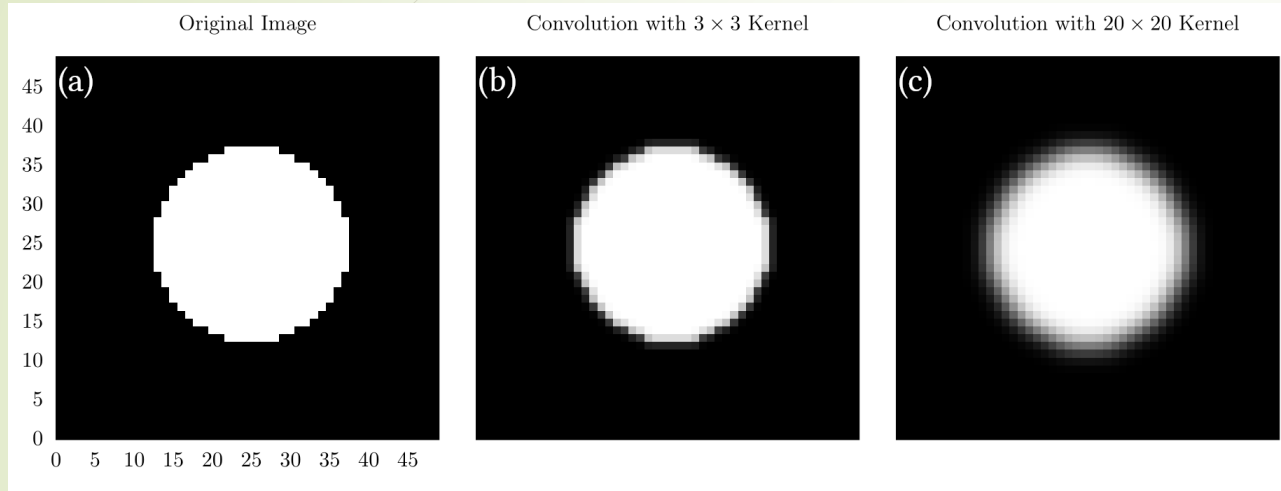 Original Image
Convolution with 3 × 3 Kernel
Convolution with 20 × 20 Kernel
(a)
(b)
(c)
45
40
35
30
25
20
15
10
5
0
0 5 10 15 20 25 30 35 40 45